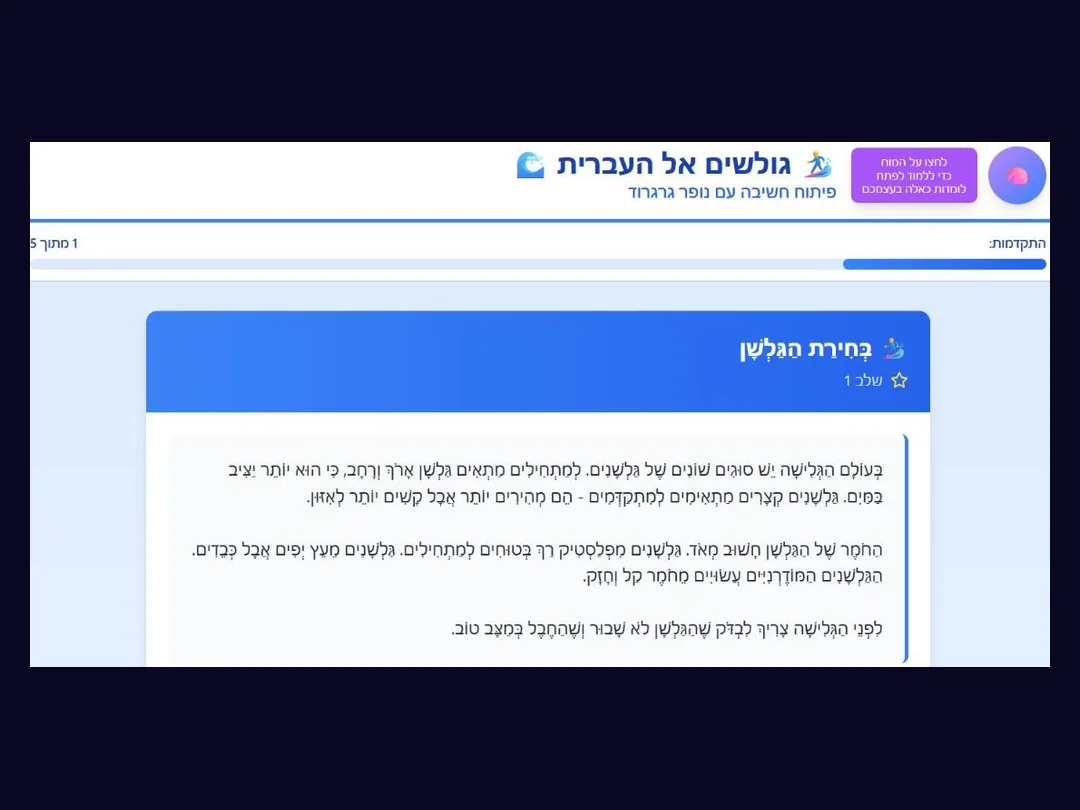 לחצו על המוח
כדי ללמוד לפתח
לומדות כאלה בעצמכם
גולשים אל העברית
פיתוח חשיבה עם נופר גרגרוד
התקדמות:
1 מתוך 5
בְּחִירַת הַגַּלְשָׁן
שלב 1
בְּעוֹלַם הַגְּלִישָׁה יֵשׁ סוּגִים שׁוֹנִים שֶׁל גַּלְשָׁנִים. לְמַתְחִילִים מַתְאִים גַּלְשָׁן אָרֹךְ וְרָחָב, כִּי הוּא יוֹתֵר יַצִּיב
בַּמַּיִם. גַּלְשָׁנִים קְצָרִים מַתְאִימִים לְמִתְקַדְּמִים - הֵם מְהִירִים יוֹתֵר אֲבָל קָשִׁים יוֹתֵר לְאִזּוּן.
הַחֹמֶר שֶׁל הַגַּלְשָׁן חָשׁוּב מְאֹד. גַּלְשָׁנִים מִפְּלַסְטִיק רַךְ בְּטוּחִים לְמַתְחִילִים. גַּלְשָׁנִים מֵעֵץ יָפִים אֲבָל כְּבֵדִים.
הַגַּלְשָׁנִים הַמּוֹדֶרְנִיִּים עֲשׂוּיִים מֵחֹמֶר קַל וְחָזָק.
לִפְנֵי הַגְּלִישָׁה צָרִיךְ לִבְדֹּק שֶׁהַגַּלְשָׁן לֹא שָׁבוּר וְשֶׁהַחֶבֶל בְּמַצָּב טוֹב.